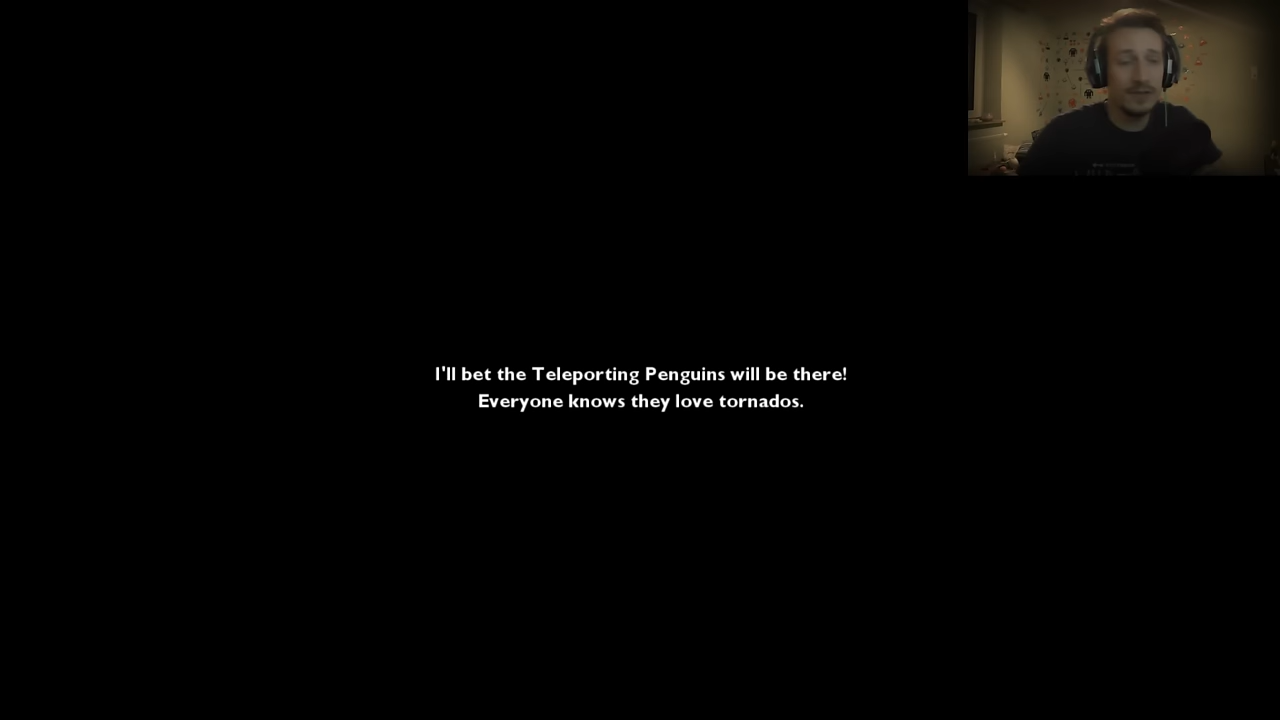 I'll bet the Teleporting Penguins will be there!
Everyone knows they love tornados.